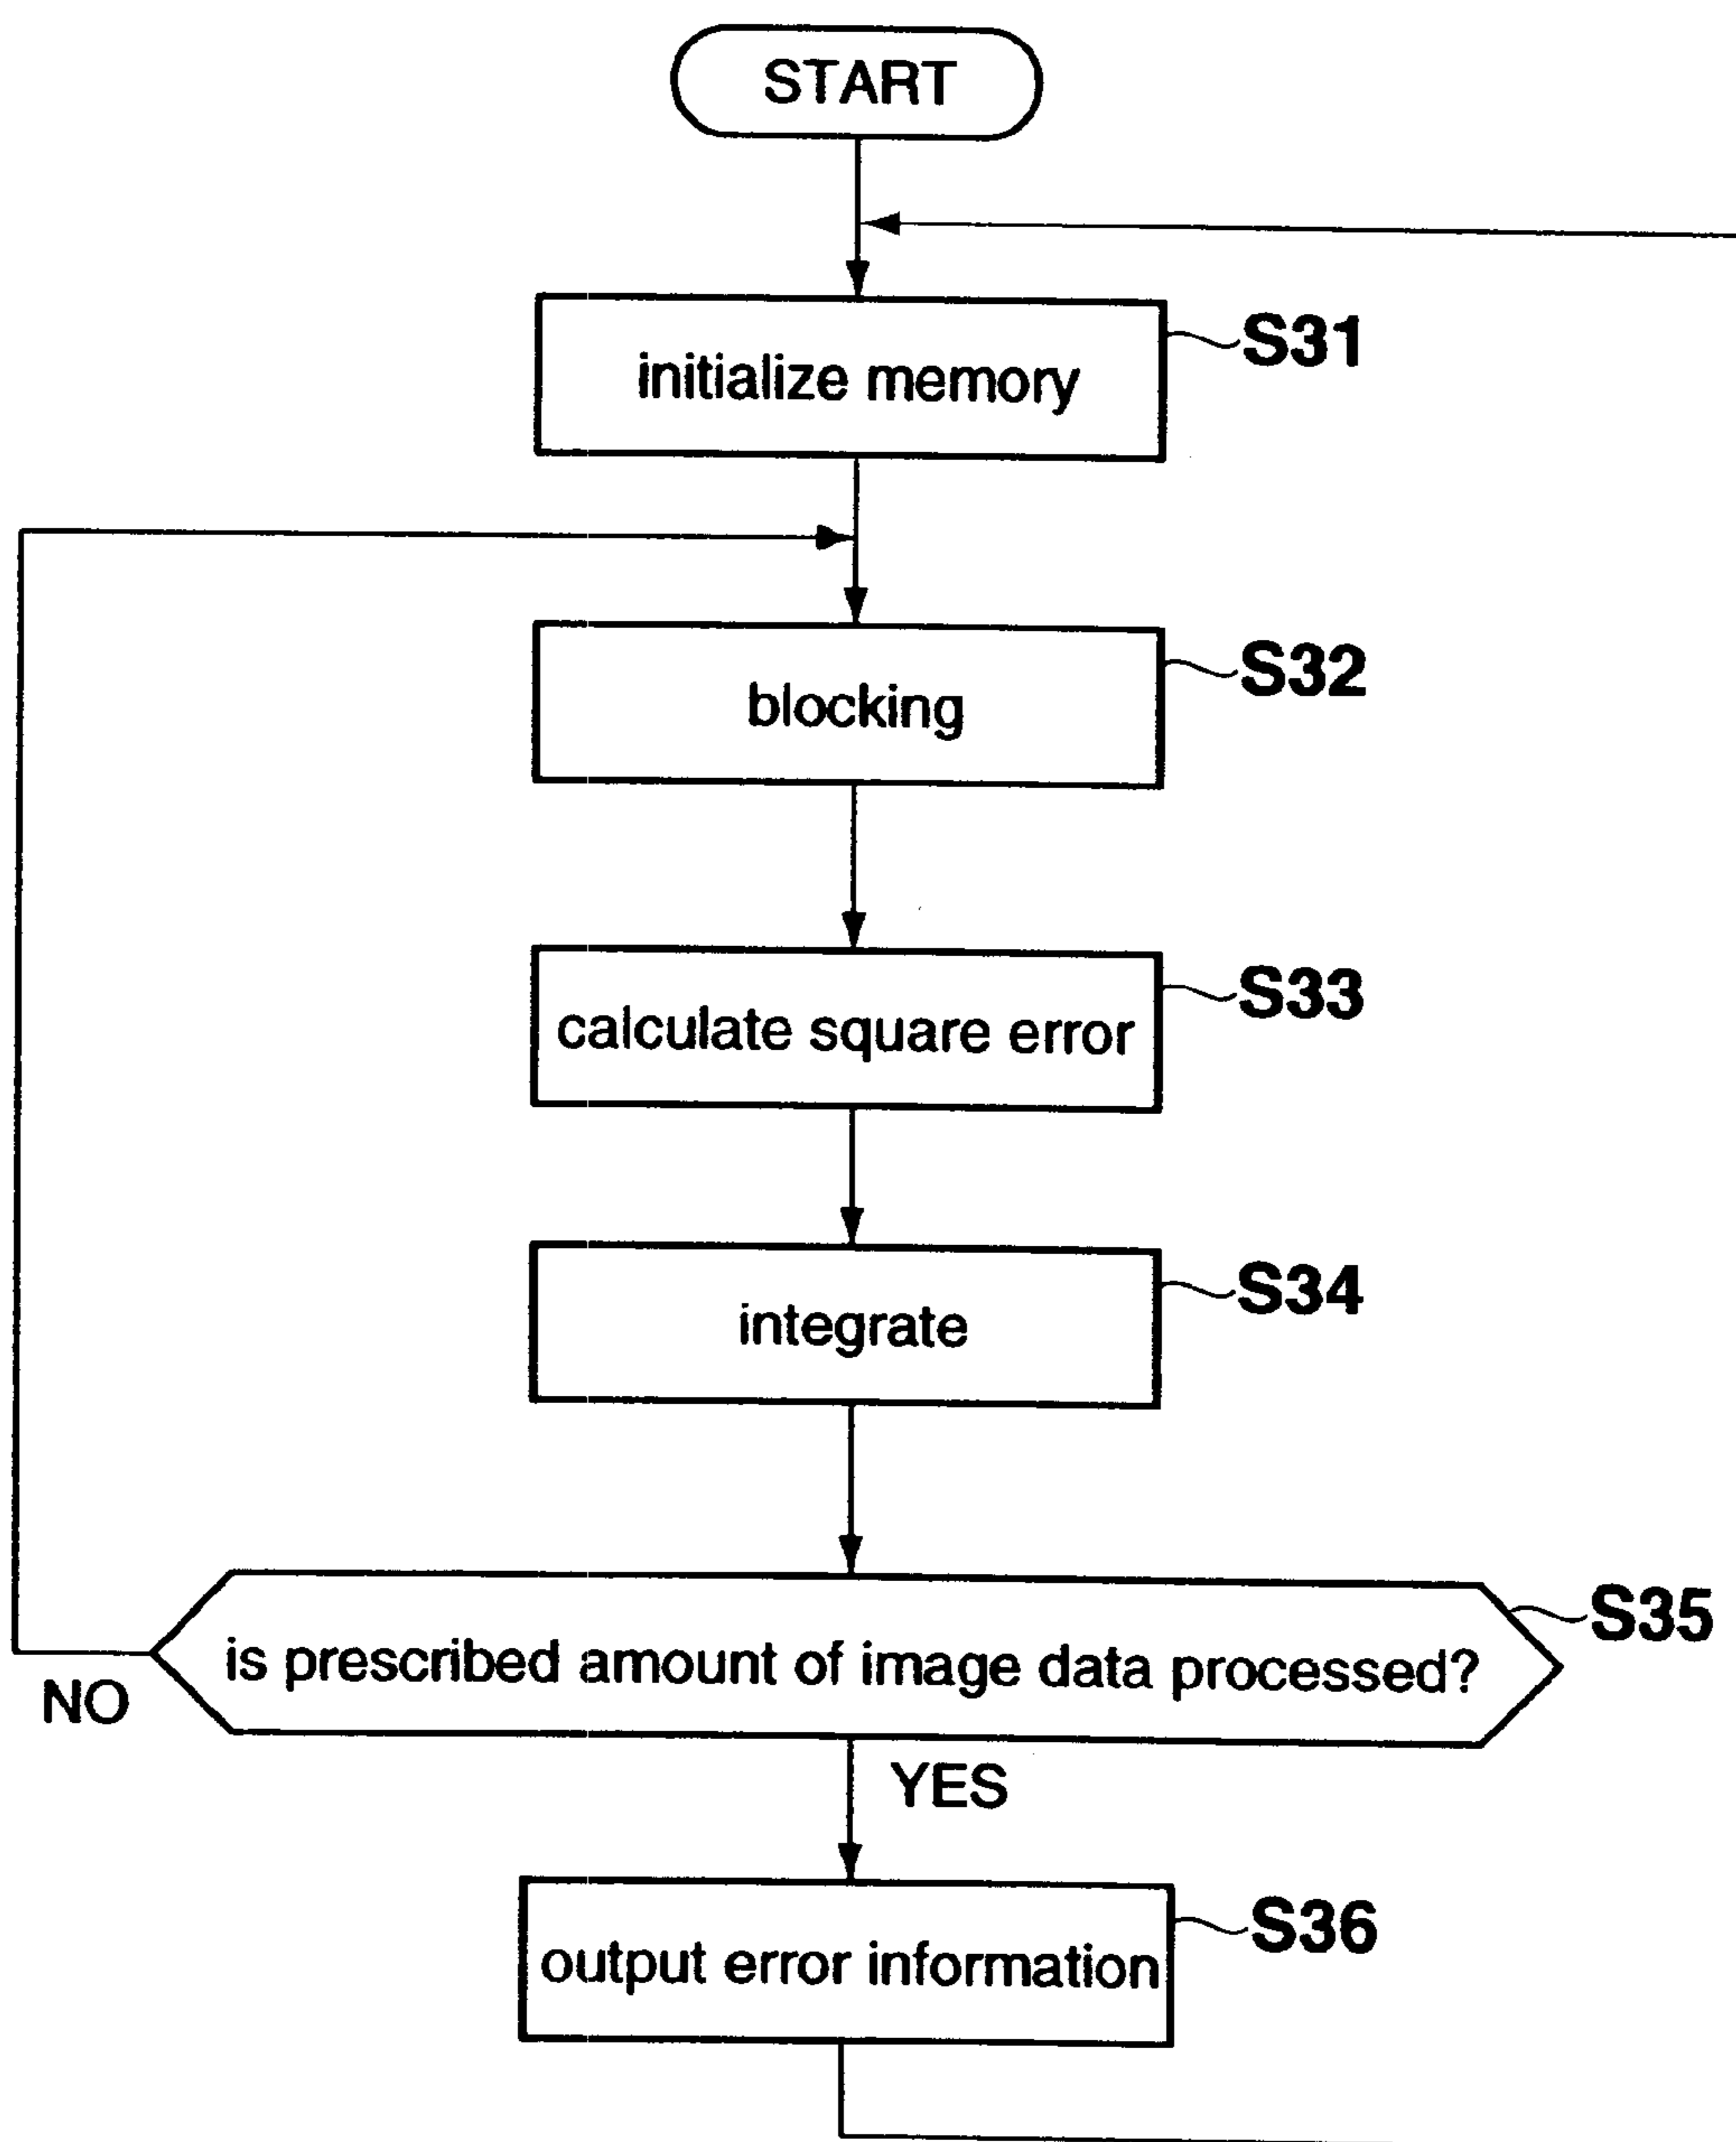 START
initialize memory
S31
blocking
S32
calculate square error
S33
integrate
S34
is prescribed amount of image data processed?
S35
NO
YES
output error information
S36